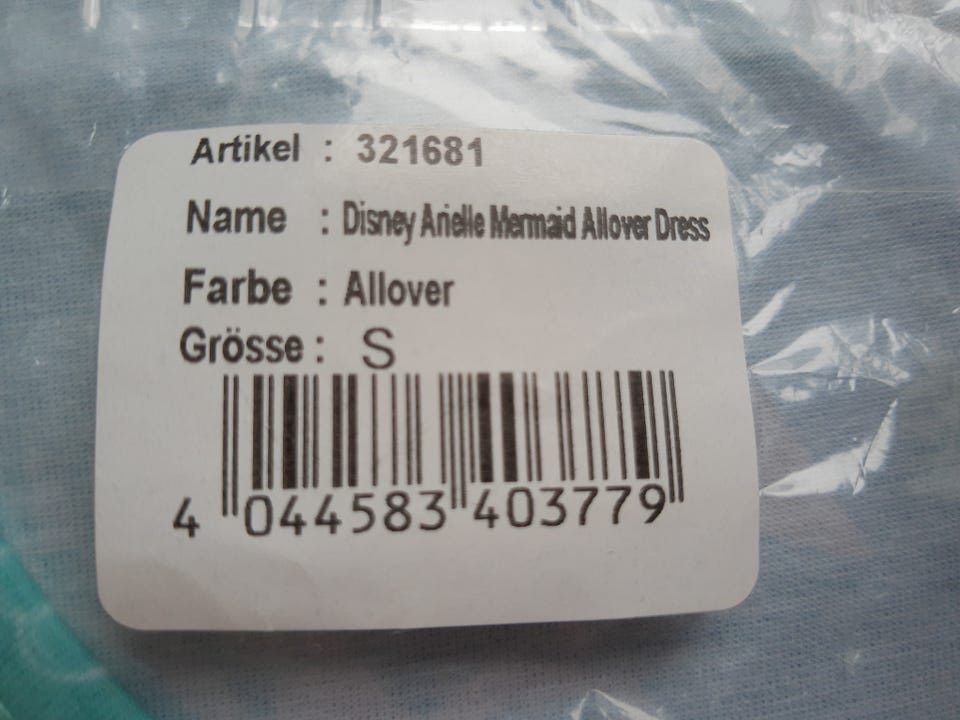 Artikel : 321681
Name : Disney Arielle Mermaid Allover Dress
Farbe : Allover
Grösse : S
4 044583 403779